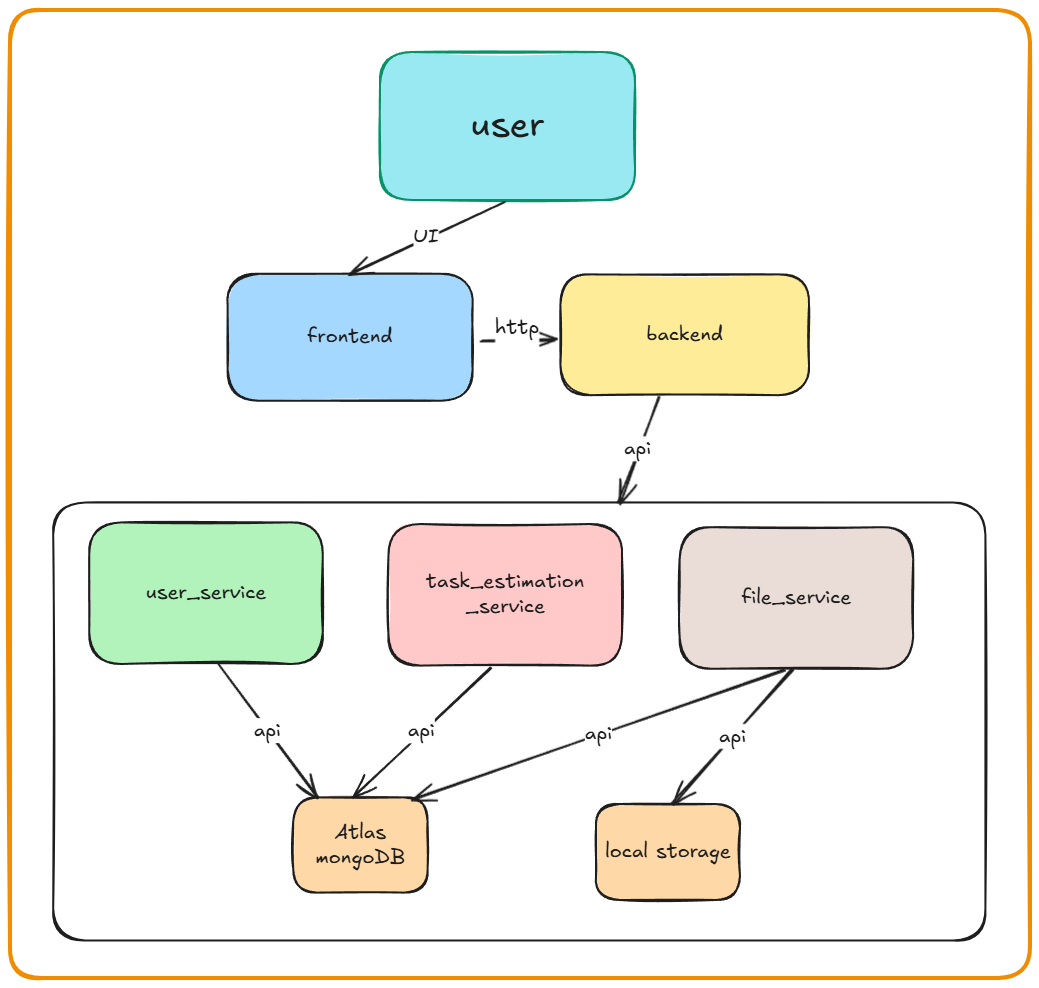 user
UI
frontend
http
backend
api
user_service
task_estimation
_service
file_service
api
api
api
api
Atlas
mongoDB
local storage